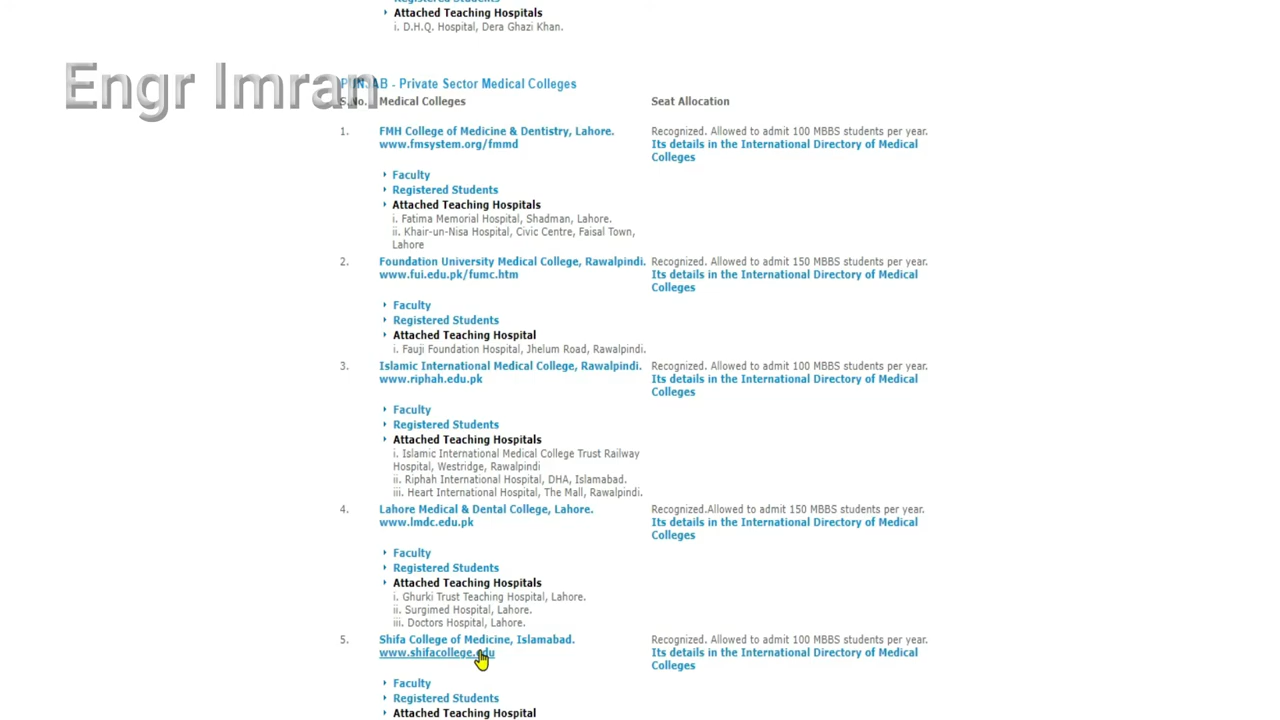 Registered Students
Attached Teaching Hospitals
i. D.H.Q. Hospital, Dera Ghazi Khan.
Engr Imran
PUNJAB - Private Sector Medical Colleges
S.No. Medical Colleges Seat Allocation
1. FMH College of Medicine & Dentistry, Lahore. Recognized. Allowed to admit 100 MBBS students per year.
www.fmsystem.org/fmmd Its details in the International Directory of Medical
Colleges
Faculty
Registered Students
Attached Teaching Hospitals
i. Fatima Memorial Hospital, Shadman, Lahore.
ii. Khair-un-Nisa Hospital, Civic Centre, Faisal Town,
Lahore
2. Foundation University Medical College, Rawalpindi. Recognized. Allowed to admit 150 MBBS students per year.
www.fui.edu.pk/fumc.htm Its details in the International Directory of Medical
Colleges
Faculty
Registered Students
Attached Teaching Hospital
i. Fauji Foundation Hospital, Jhelum Road, Rawalpindi.
3. Islamic International Medical College, Rawalpindi. Recognized. Allowed to admit 100 MBBS students per year.
www.riphah.edu.pk Its details in the International Directory of Medical
Colleges
Faculty
Registered Students
Attached Teaching Hospitals
i. Islamic International Medical College Trust Railway
Hospital, Westridge, Rawalpindi
ii. Riphah International Hospital, DHA, Islamabad.
iii. Heart International Hospital, The Mall, Rawalpindi.
4. Lahore Medical & Dental College, Lahore. Recognized.Allowed to admit 150 MBBS students per year.
www.lmdc.edu.pk Its details in the International Directory of Medical
Colleges
Faculty
Registered Students
Attached Teaching Hospitals
i. Ghurki Trust Teaching Hospital, Lahore.
ii. Surgimed Hospital, Lahore.
iii. Doctors Hospital, Lahore.
5. Shifa College of Medicine, Islamabad. Recognized. Allowed to admit 100 MBBS students per year.
www.shifacollege.edu Its details in the International Directory of Medical
Colleges
Faculty
Registered Students
Attached Teaching Hospital